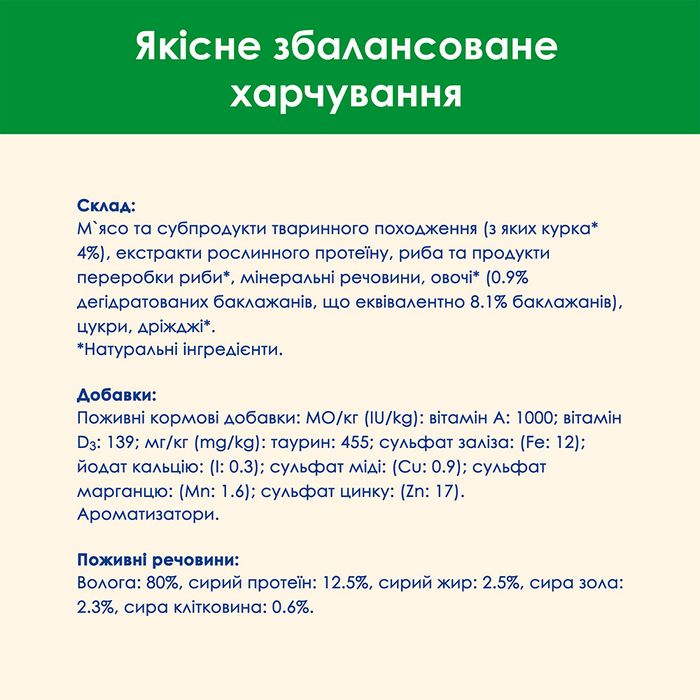 Якісне збалансоване
харчування
Склад:
М`ясо та субпродукти тваринного походження (з яких курка*
4%), екстракти рослинного протеїну, риба та продукти
переробки риби*, мінеральні речовини, овочі* (0.9%
дегідратованих баклажанів, що еквівалентно 8.1% баклажанів),
цукри, дріжджі*.
*Натуральні інгредієнти.
Добавки:
Поживні кормові добавки: МО/кг (IU/kg): вітамін A: 1000; вітамін
D3: 139; мг/кг (mg/kg): таурин: 455; сульфат заліза: (Fe: 12);
йодат кальцію: (I: 0.3); сульфат міді: (Cu: 0.9); сульфат
марганцю: (Mn: 1.6); сульфат цинку: (Zn: 17).
Ароматизатори.
Поживні речовини:
Волога: 80%, сирий протеїн: 12.5%, сирий жир: 2.5%, сира зола:
2.3%, сира клітковина: 0.6%.